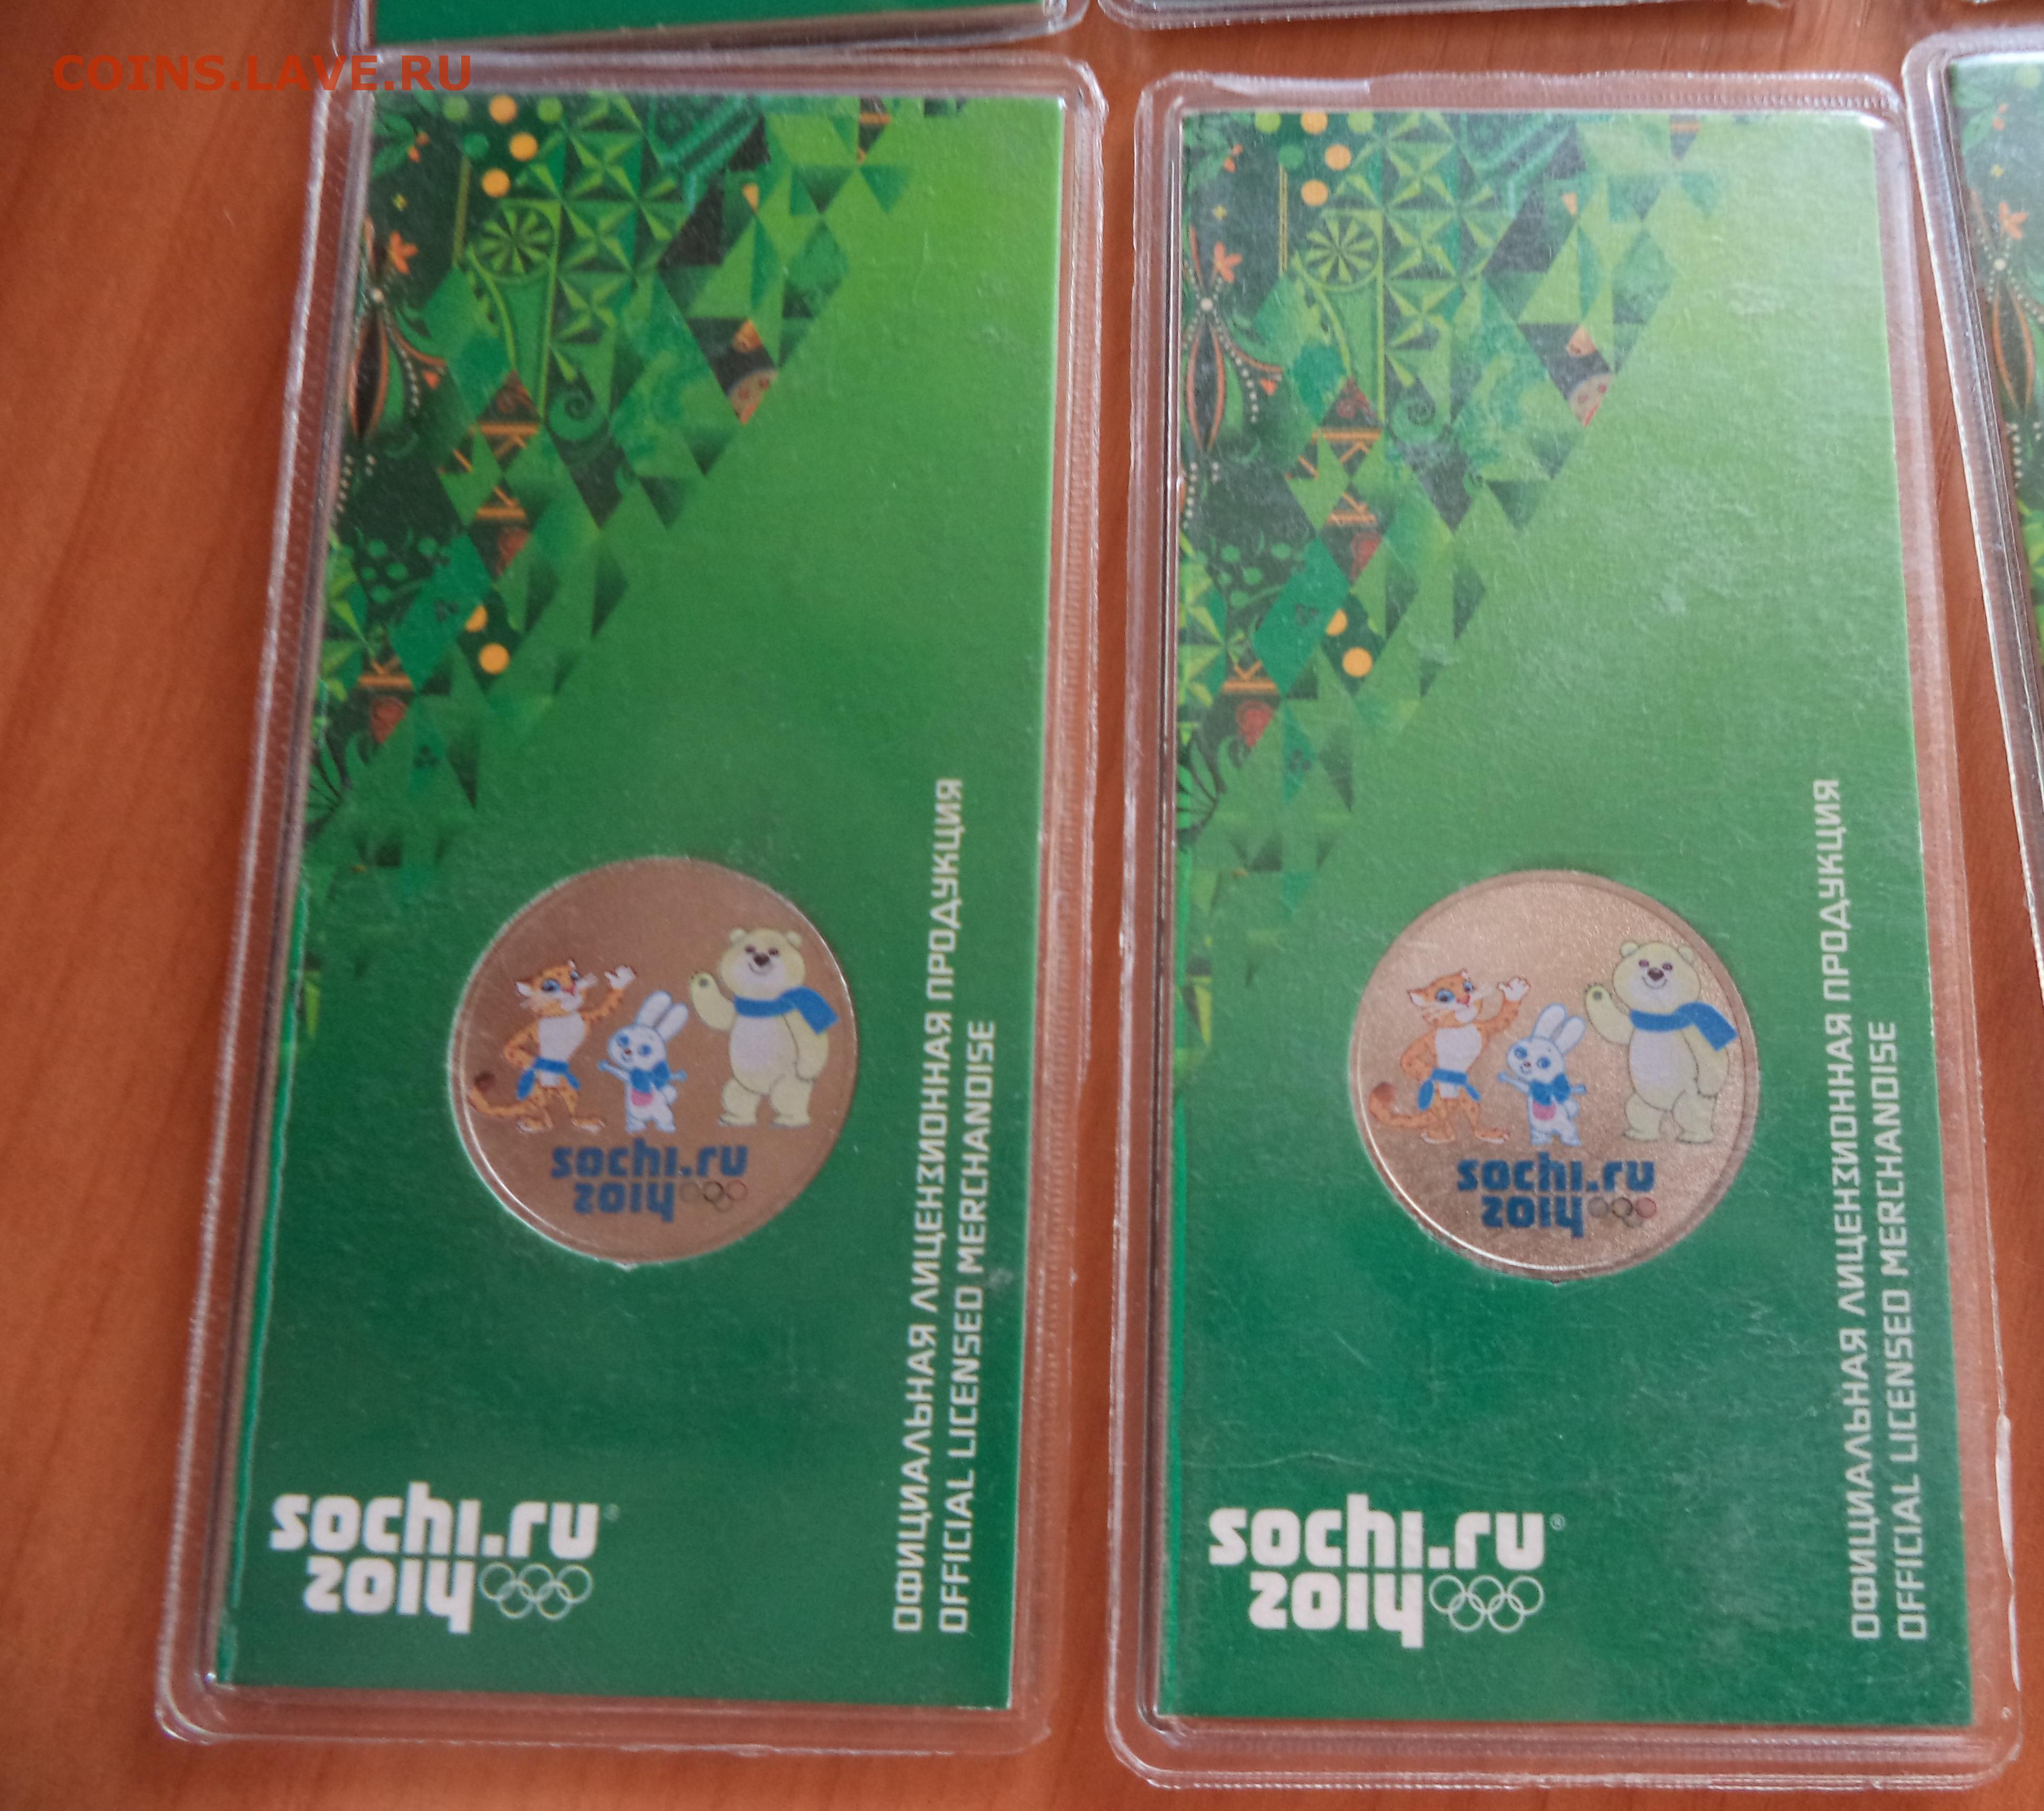 COINS.LAVE.RU
sochi.ru
2014
ОФИЦИАЛЬНАЯ ЛИЦЕНЗИОННАЯ ПРОДУКЦИЯ
OFFICIAL LICENSED MERCHANDISE
sochi.ru®
2014
sochi.ru
2014
ОФИЦИАЛЬНАЯ ЛИЦЕНЗИОННАЯ ПРОДУКЦИЯ
OFFICIAL LICENSED MERCHANDISE
sochi.ru®
2014